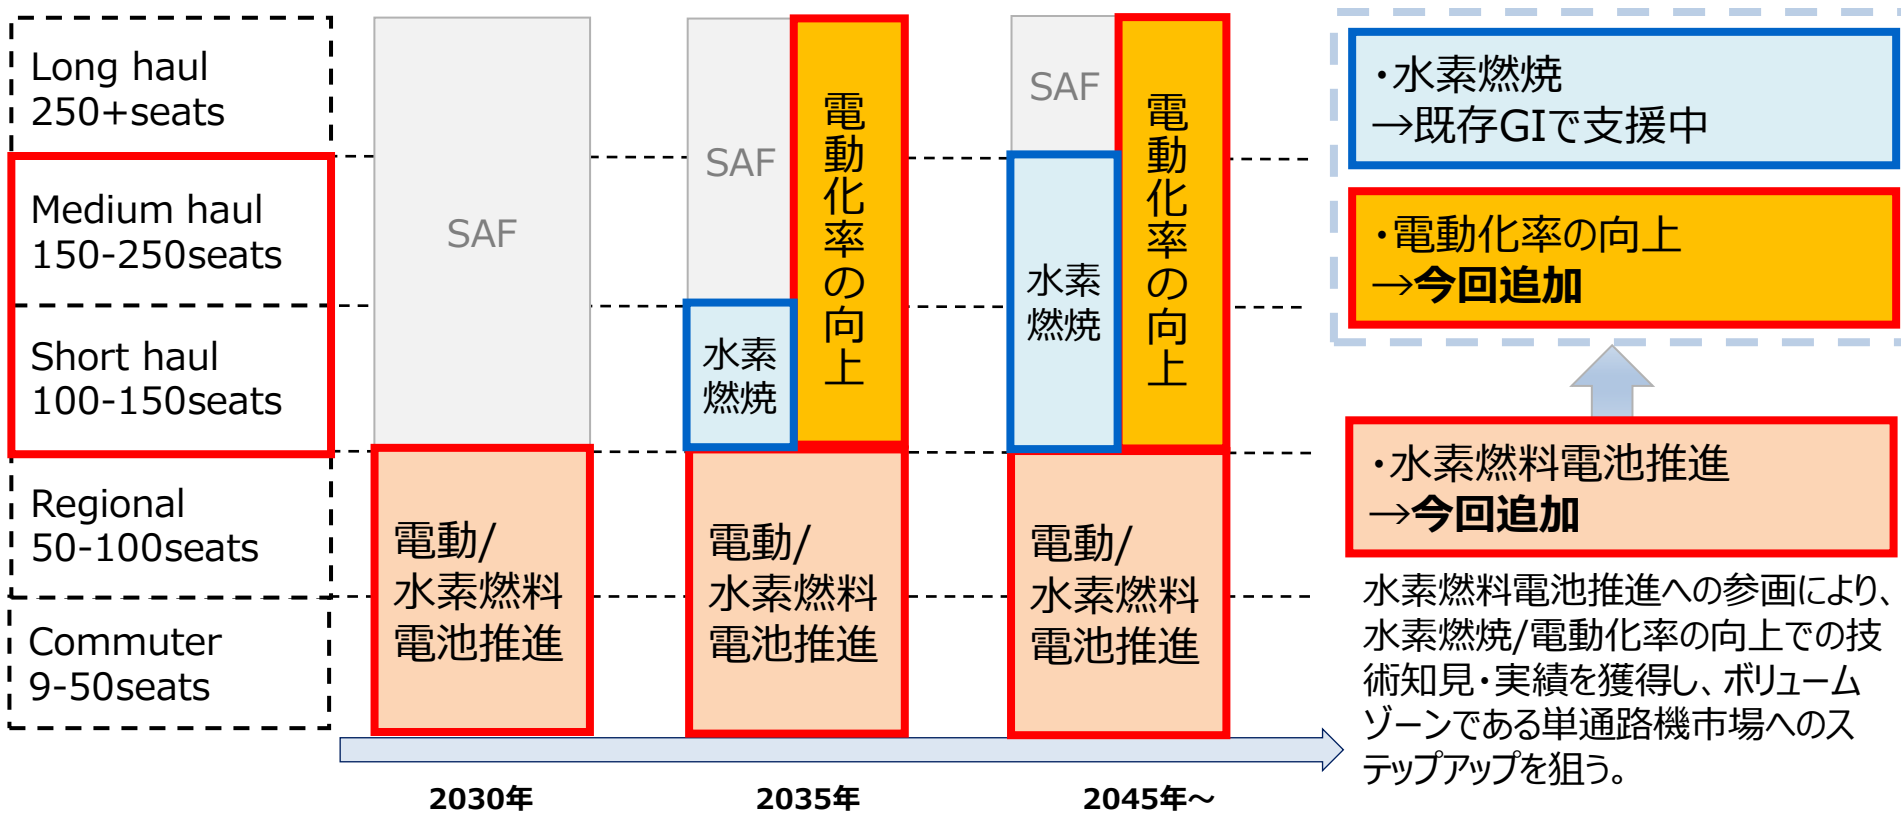 Long haul
250+seats
Medium haul
150-250seats
Short haul
100-150seats
Regional
50-100seats
Commuter
9-50seats
SAF
電動/
水素燃料
電池推進
2030年
SAF
水素
燃焼
電動化率の向上
電動/
水素燃料
電池推進
2035年
SAF
水素
燃焼
電動化率の向上
電動/
水素燃料
電池推進
2045年～
・水素燃焼
→既存GIで支援中
・電動化率の向上
→今回追加
・水素燃料電池推進
→今回追加
水素燃料電池推進への参画により、
水素燃焼/電動化率の向上での技
術知見・実績を獲得し、ボリューム
ゾーンである単通路機市場へのス
テップアップを狙う。